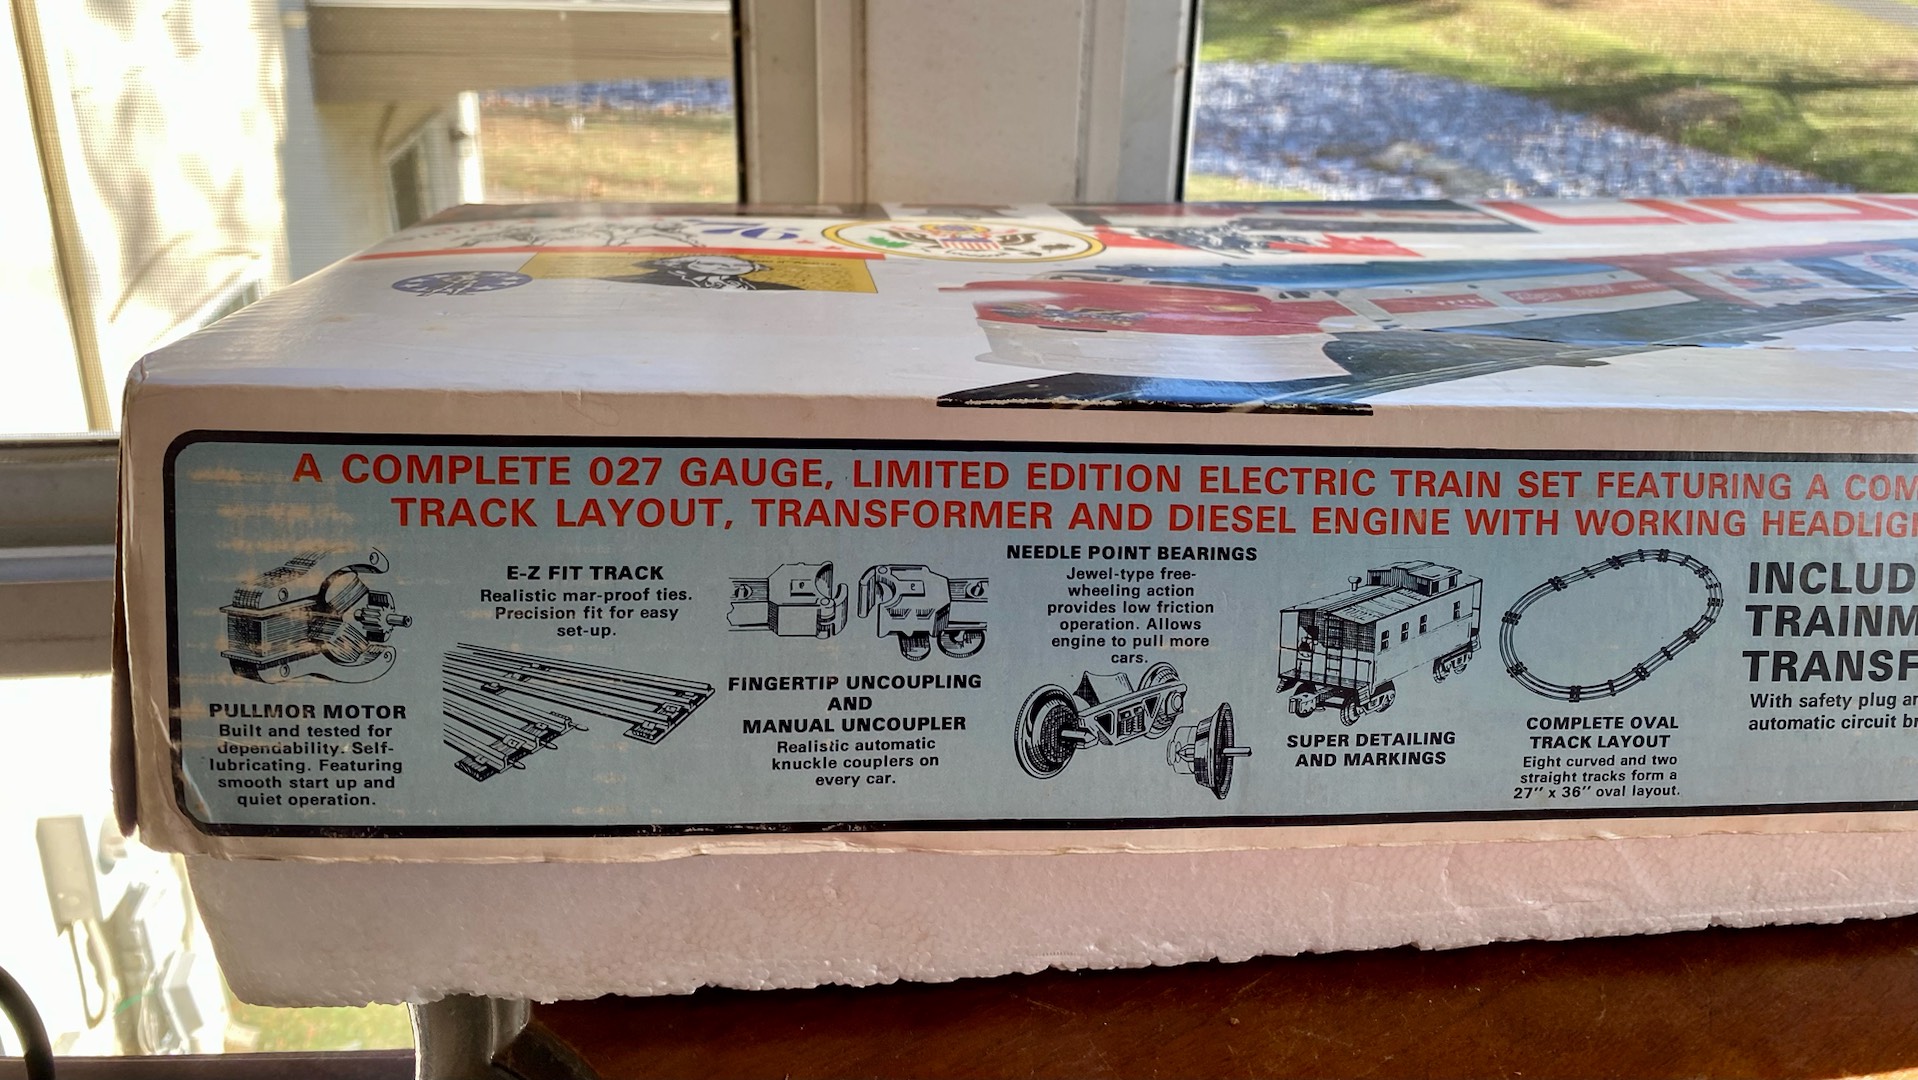 76
A COMPLETE 027 GAUGE, LIMITED EDITION ELECTRIC TRAIN SET FEATURING A COM
TRACK LAYOUT, TRANSFORMER AND DIESEL ENGINE WITH WORKING HEADLIG
PULLMOR MOTOR
Built and tested for
dependability. Self-
lubricating. Featuring
smooth start up and
quiet operation.
E-Z FIT TRACK
Realistic mar-proof ties.
Precision fit for easy
set-up.
FINGERTIP UNCOUPLING
AND
MANUAL UNCOUPLER
Realistic automatic
knuckle couplers on
every car.
NEEDLE POINT BEARINGS
Jewel-type free-
wheeling action
provides low friction
operation. Allows
engine to pull more
cars.
SUPER DETAILING
AND MARKINGS
COMPLETE OVAL
TRACK LAYOUT
Eight curved and two
straight tracks form a
27" x 36" oval layout.
INCLUD
TRAINM
TRANSF
With safety plug an
automatic circuit br